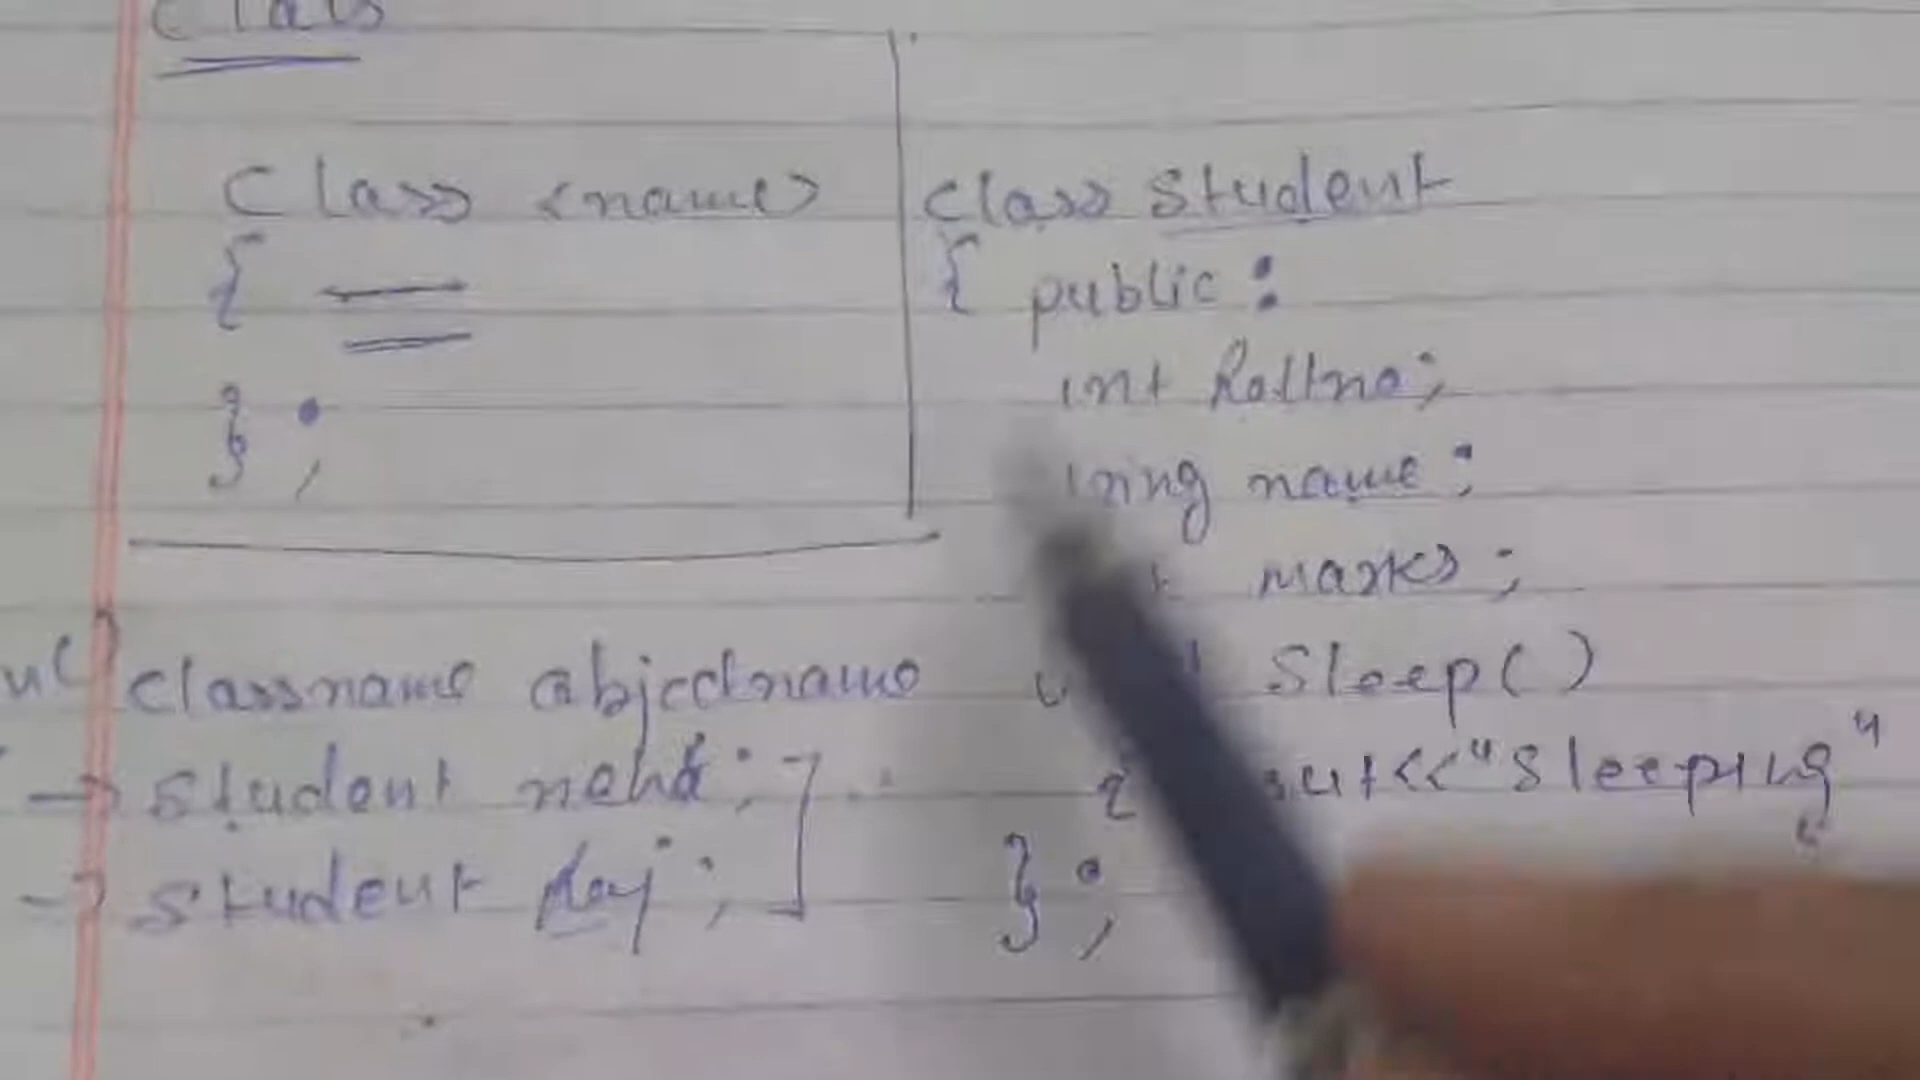 Class
Class <name>
{
};
Class Student
{ public:
int Rollno;
name;
marks;
Sleep()
{ <<"Sleeping"
};
classname objectname
→ student neha;
→ student Raj;